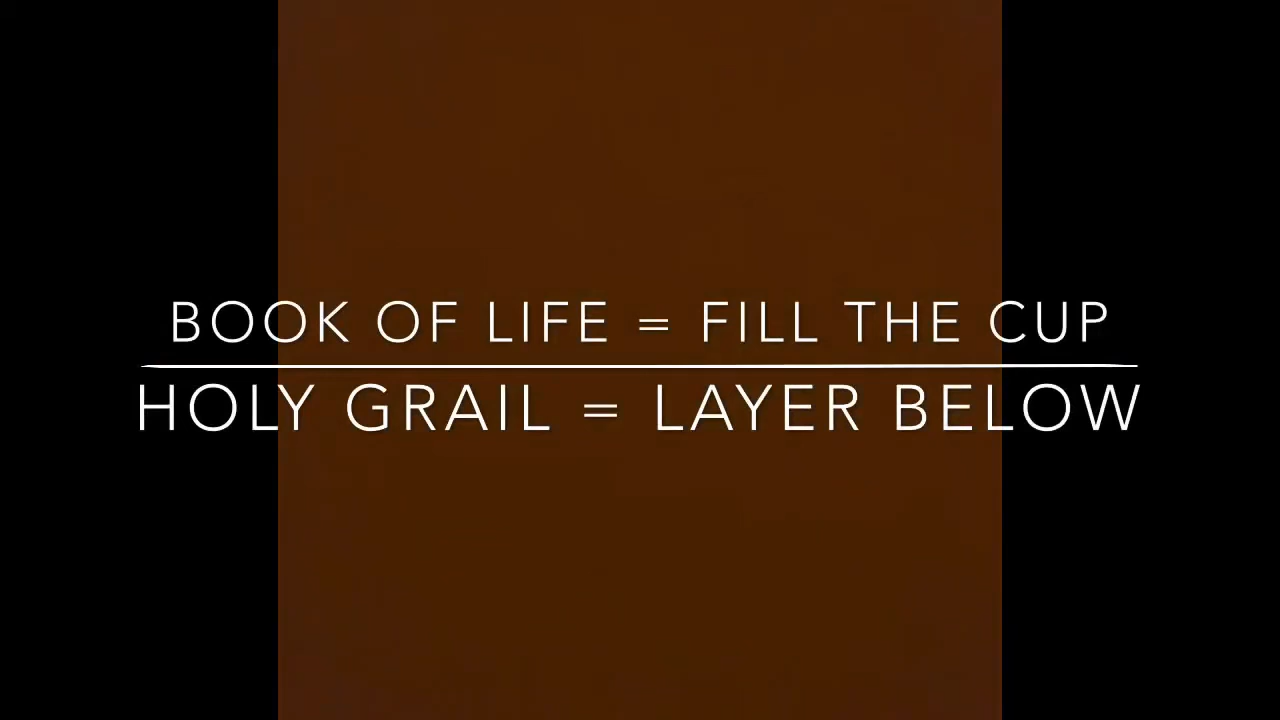 BOOK OF LIFE = FILL THE CUP
HOLY GRAIL = LAYER BELOW